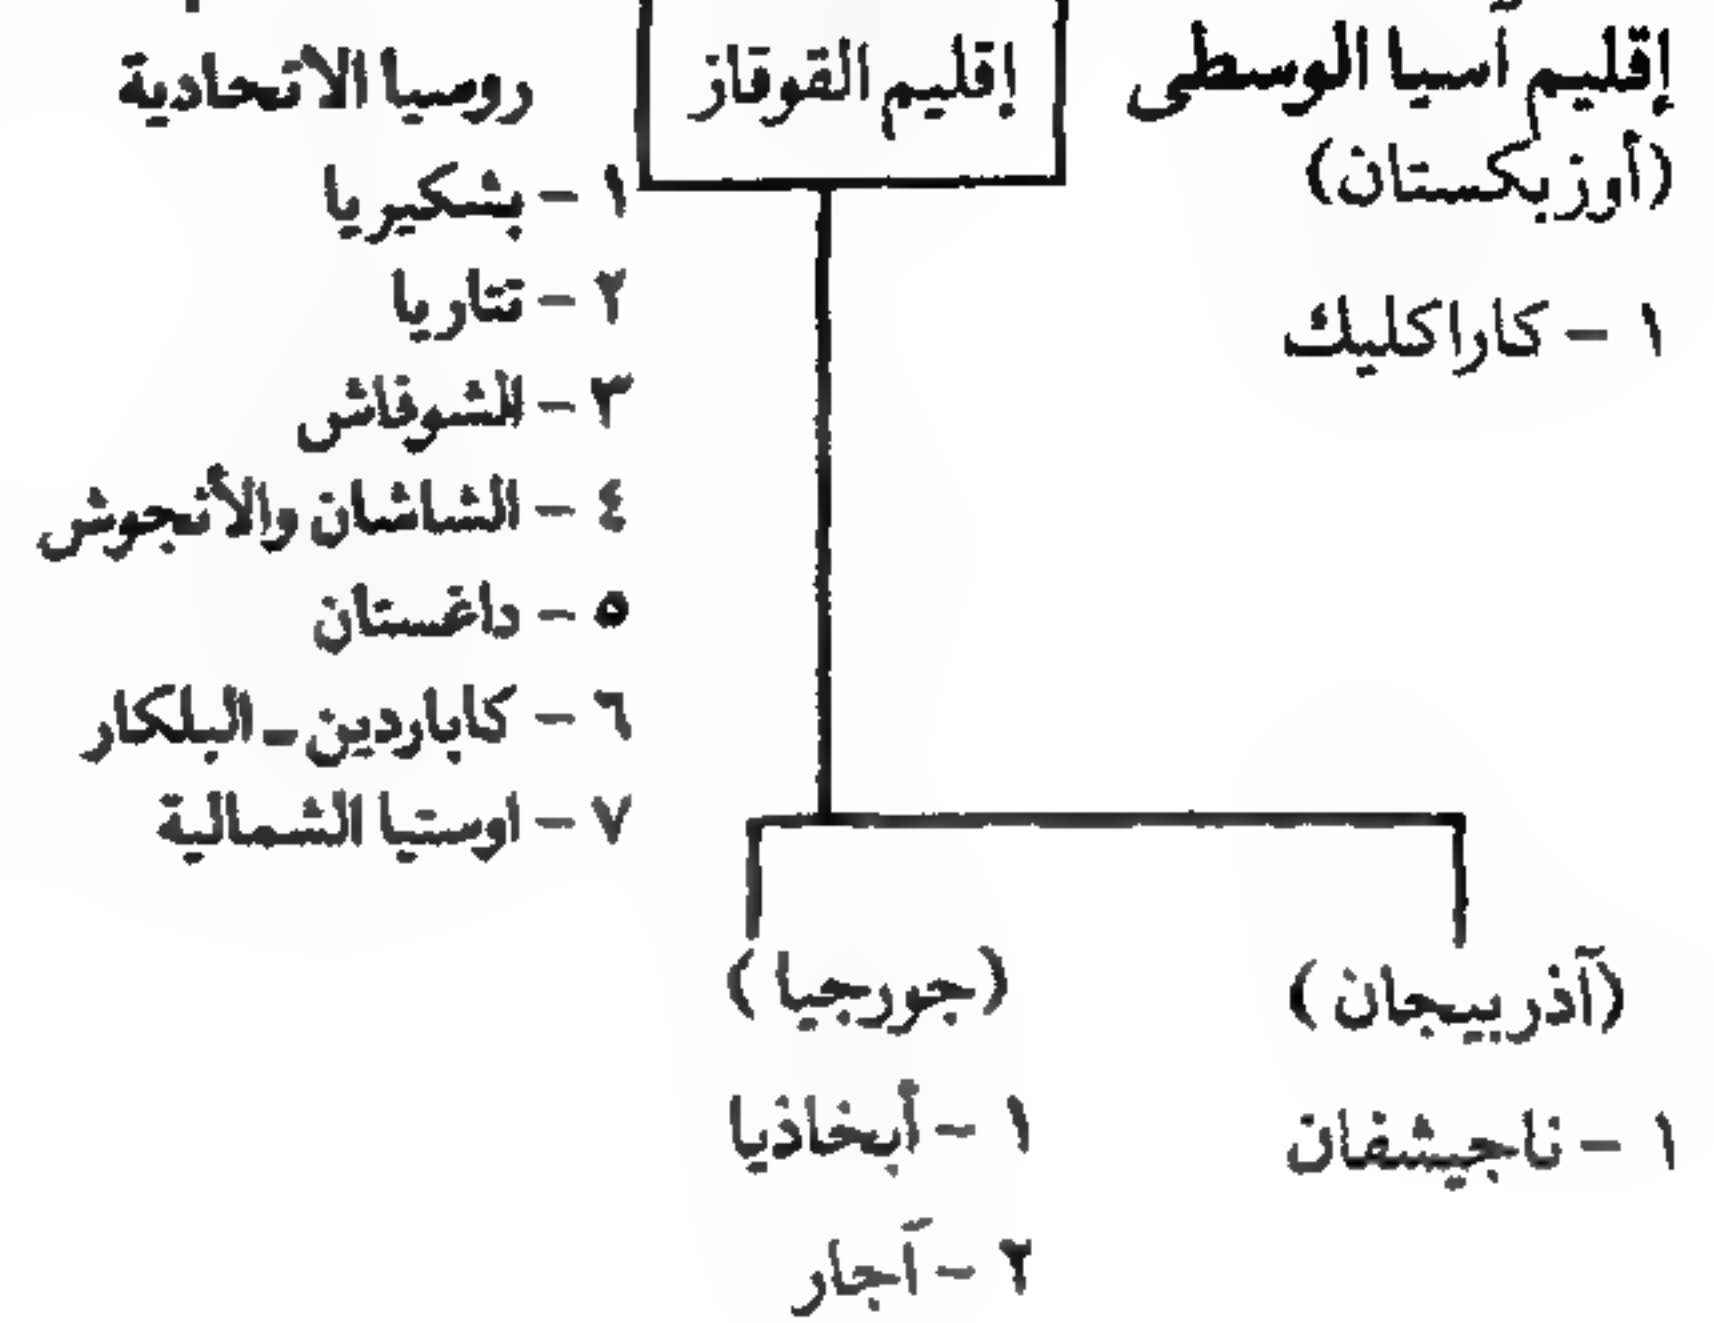 إقليم آسيا الوسطى
(أوزبكستان)
١ - كاراكليك
إقليم القوقاز
(آذربيجان)
١ - ناجيشفان
(جورجيا)
١ - أبخاذيا
٢ - آجار
روسيا الاتحادية
١ - بشكيريا
٢ - تتاريا
٣ - الشوفاش
٤ - الشاشان والأنجوش
٥ - داغستان
٦ - كاباردين - البلكار
٧ - اوستيا الشمالية